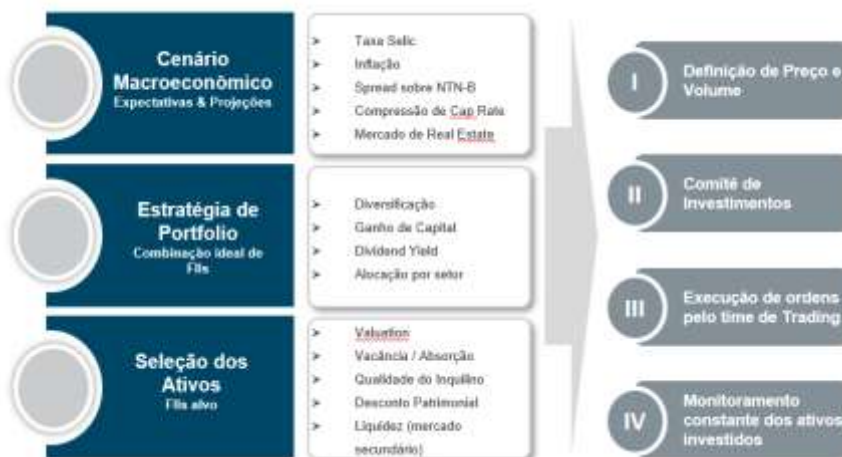 Cenário
Macroeconômico
Expectativas & Projeções
➤ Taxa Selic
➤ Inflação
➤ Spread sobre NTN-B
➤ Compressão de Cap Rate
➤ Mercado de Real Estate
Estratégia de
Portfolio
Combinação ideal de
FIIs
➤ Diversificação
➤ Ganho de Capital
➤ Dividend Yield
➤ Alocação por setor
Seleção dos
Ativos
FIIs alvo
➤ Valuation
➤ Vacância / Absorção
➤ Qualidade do Inquilino
➤ Desconto Patrimonial
➤ Liquidez (mercado
secundário)
I
Definição de Preço e
Volume
II
Comitê de
Investimentos
III
Execução de ordens
pelo time de Trading
IV
Monitoramento
constante dos ativos
investidos